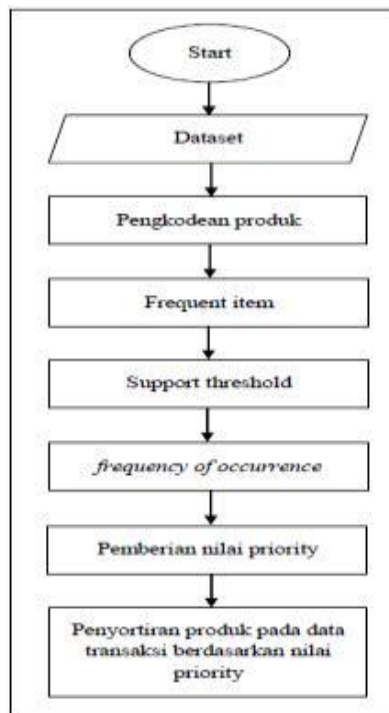 Start
Dataset
Pengkodean produk
Frequent item
Support threshold
frequency of occurrence
Pemberian nilai priority
Penyortiran produk pada data
transaksi berdasarkan nilai
priority